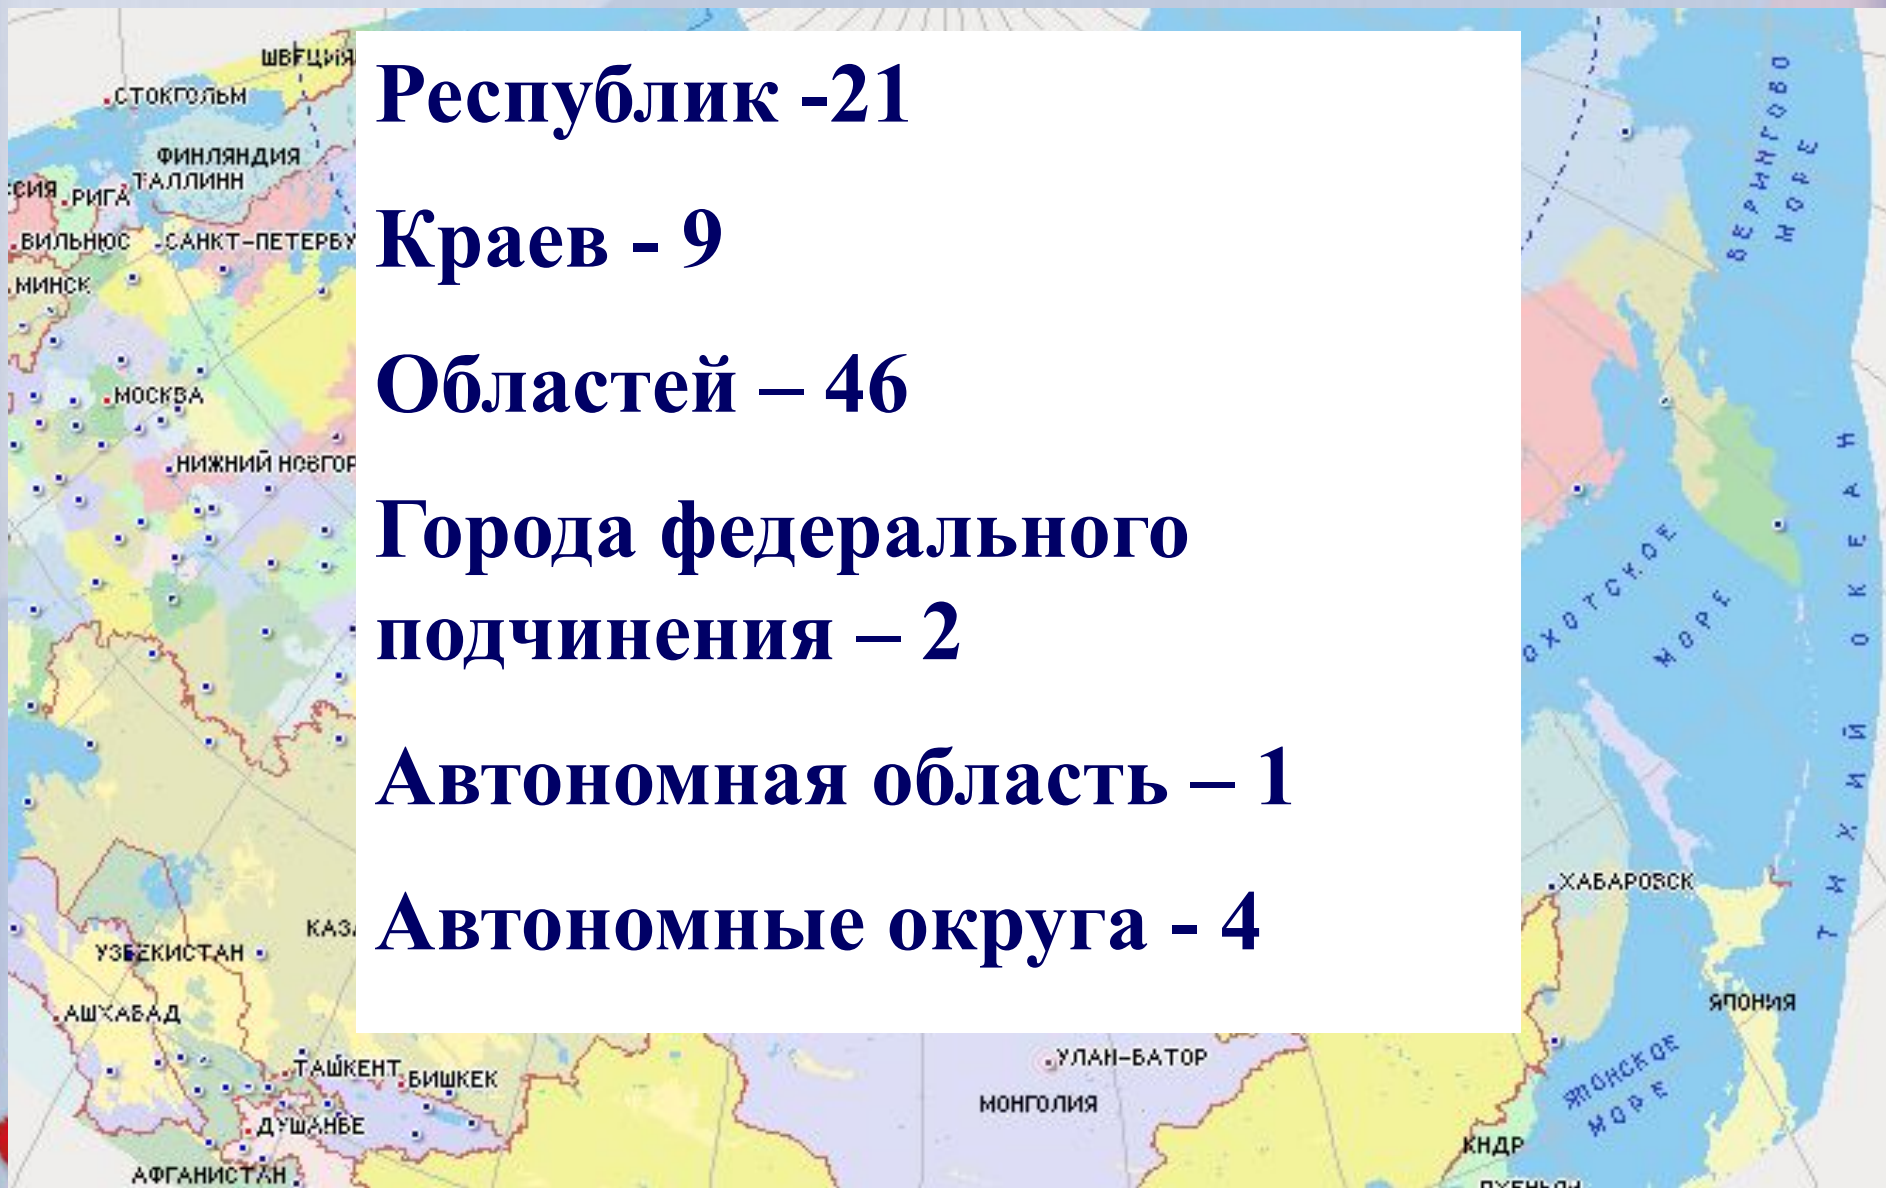 Республик -21
Краев - 9
Областей – 46
Города федерального
подчинения – 2
Автономная область – 1
Автономные округа - 4
ШВЕЦИЯ
СТОКГОЛЬМ
ФИНЛЯНДИЯ
ТАЛЛИНН
РИГА
ВИЛЬНЮС
САНКТ-ПЕТЕРБУ
МИНСК
МОСКВА
НИЖНИЙ НОВГОР
КАЗ
УЗБЕКИСТАН
АШХАБАД
ТАШКЕНТ
БИШКЕК
ДУШАНБЕ
АФГАНИСТАН
УЛАН-БАТОР
МОНГОЛИЯ
БЕРИНГОВО
МОРЕ
ОХОТСКОЕ
МОРЕ
ТИХИЙ ОКЕАН
ХАБАРОВСК
ЯПОНИЯ
ЯПОНСКОЕ
МОРЕ
КНДР